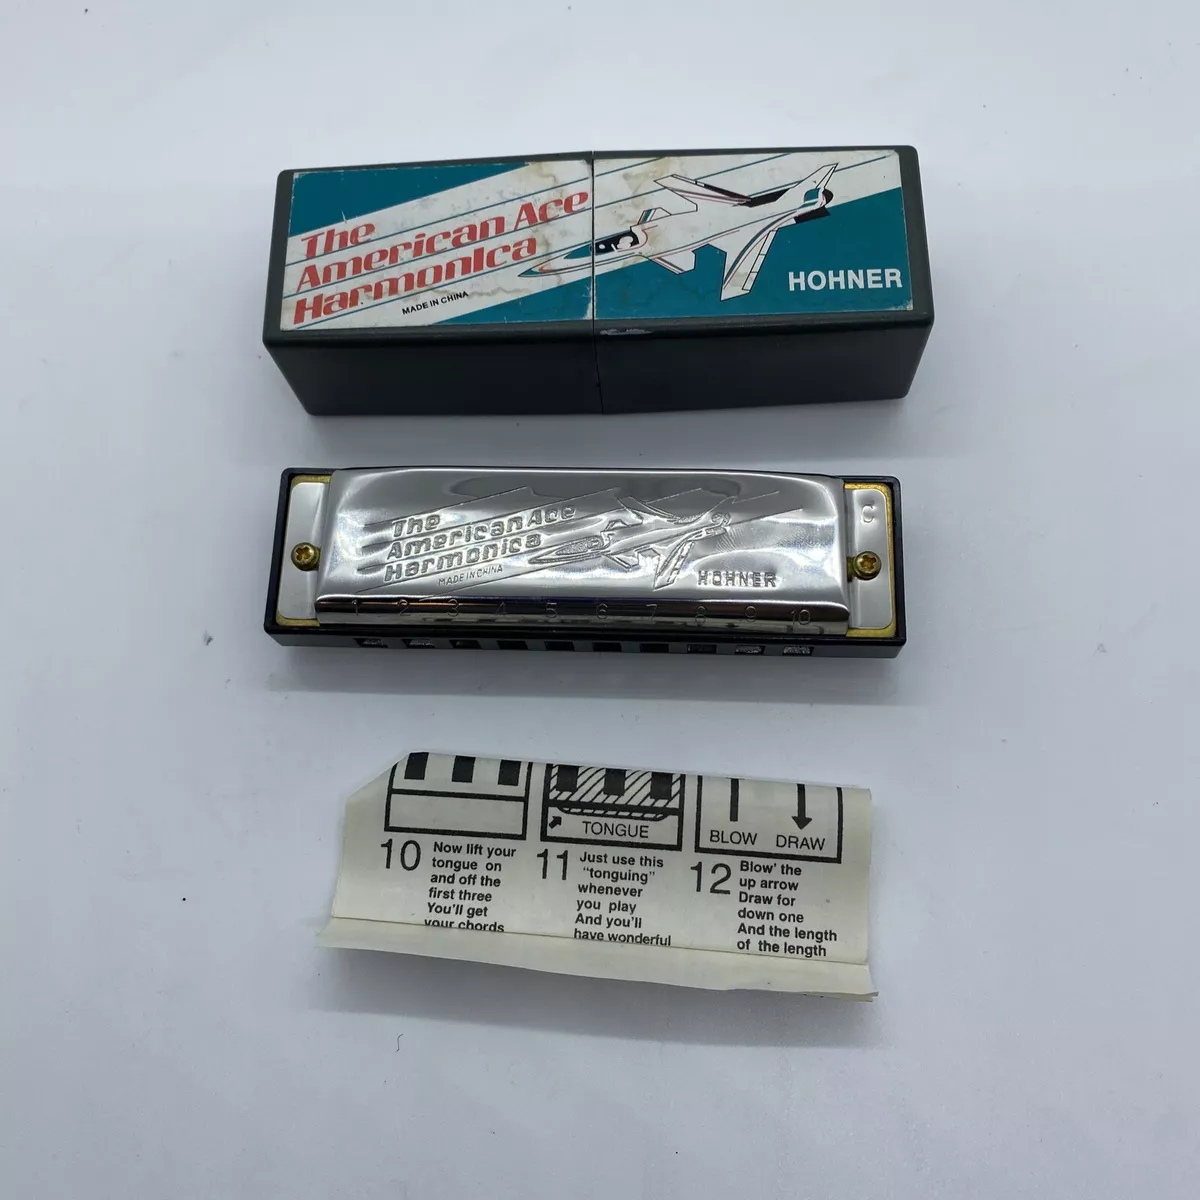 The
American Ace
Harmonica
MADE IN CHINA
HOHNER
C
The
American Ace
Harmonica
MADE IN CHINA
HOHNER
1 2 3 4 5 6 7 8 9 10
TONGUE
BLOW DRAW
10
Now lift your
tongue on
and off the
first three
You'll get
your chords
11
Just use this
"tonguing"
whenever
you play
And you'll
have wonderful
12
Blow' the
up arrow
Draw for
down one
And the length
of the length